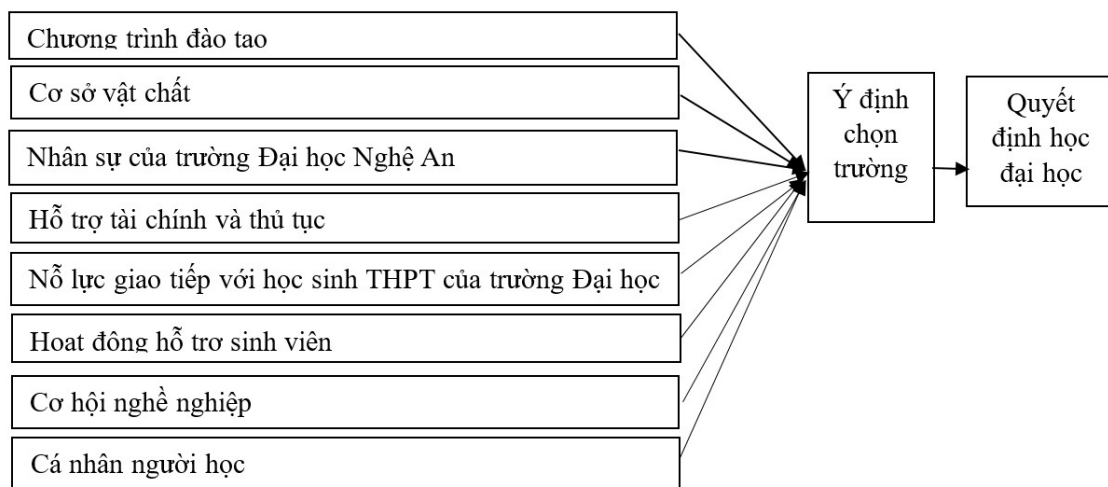 Chương trình đào tao
Cơ sở vật chất
Nhân sự của trường Đại học Nghệ An
Hỗ trợ tài chính và thủ tục
Nỗ lực giao tiếp với học sinh THPT của trường Đại học
Hoat đông hỗ trơ sinh viên
Cơ hội nghề nghiệp
Cá nhân người học
Ý định
chọn
trường
Quyết
định học
đại học